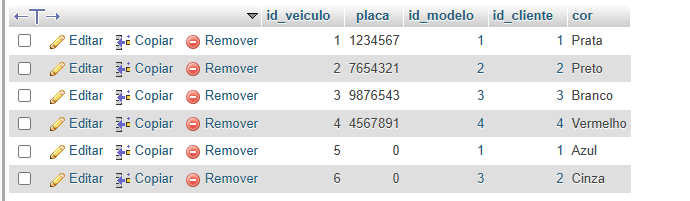 id_veiculo placa id_modelo id_cliente cor
Editar Copiar Remover 1 1234567 1 1 Prata
Editar Copiar Remover 2 7654321 2 2 Preto
Editar Copiar Remover 3 9876543 3 3 Branco
Editar Copiar Remover 4 4567891 4 4 Vermelho
Editar Copiar Remover 5 0 1 1 Azul
Editar Copiar Remover 6 0 3 2 Cinza